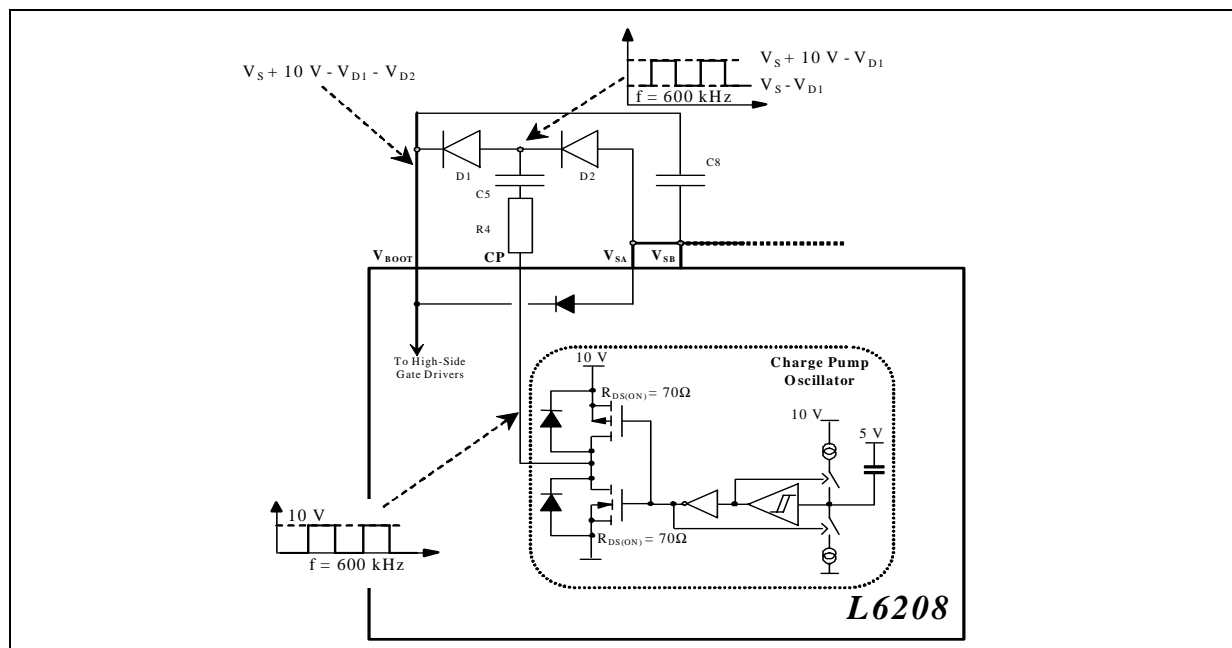 V_S + 10 V - V_D1 - V_D2
V_S + 10 V - V_D1
V_S - V_D1
f = 600 kHz
D1
D2
C8
C5
R4
V_BOOT
CP
V_SA
V_SB
To High-Side
Gate Drivers
10 V
Charge Pump
Oscillator
R_DS(ON) = 70Ω
10 V
5 V
10 V
f = 600 kHz
R_DS(ON) = 70Ω
L6208